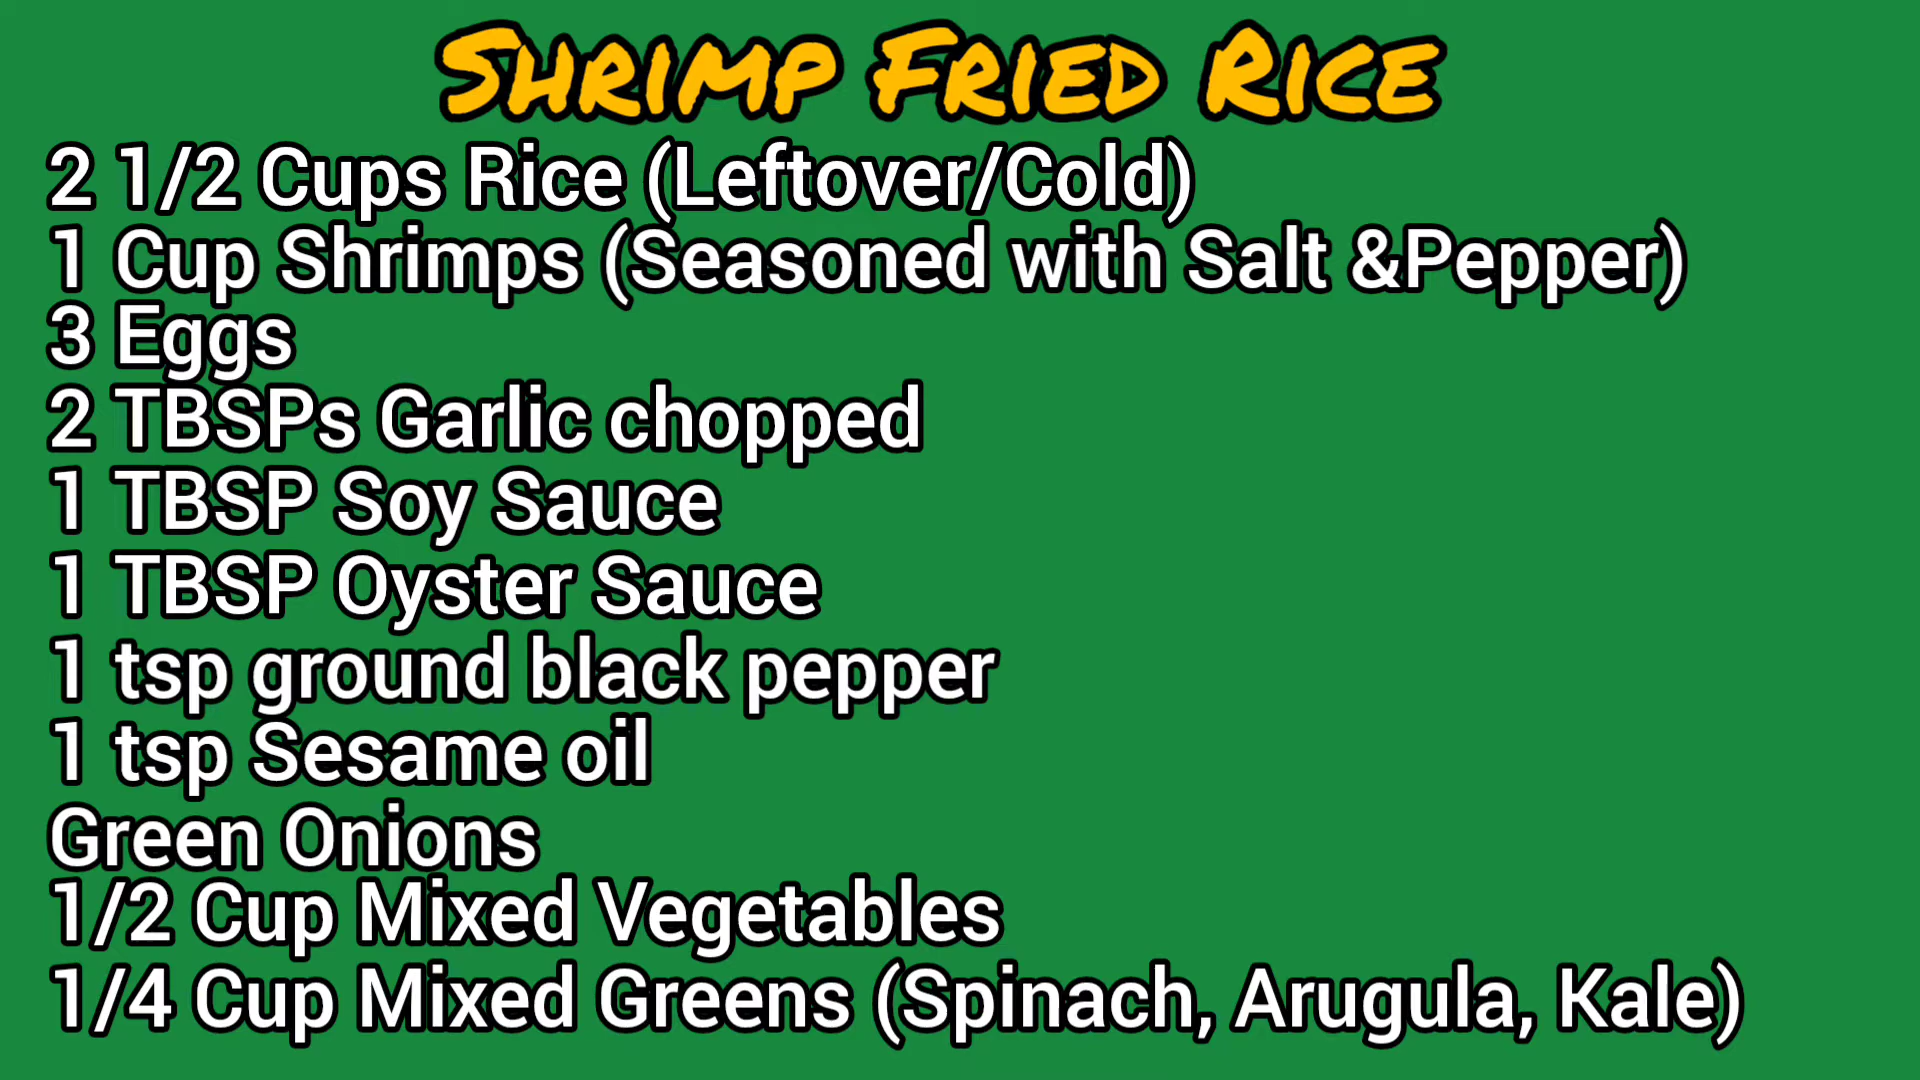 Shrimp Fried Rice
2 1/2 Cups Rice (Leftover/Cold)
1 Cup Shrimps (Seasoned with Salt &Pepper)
3 Eggs
2 TBSPs Garlic chopped
1 TBSP Soy Sauce
1 TBSP Oyster Sauce
1 tsp ground black pepper
1 tsp Sesame oil
Green Onions
1/2 Cup Mixed Vegetables
1/4 Cup Mixed Greens (Spinach, Arugula, Kale)